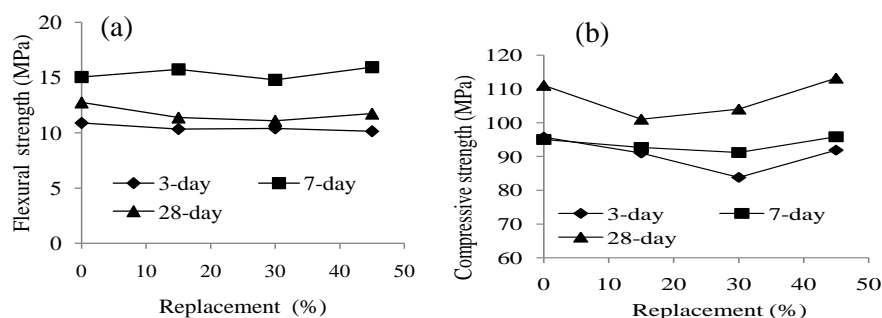 (a)
Flexural strength (MPa)
20
15
10
5
0
3-day
7-day
28-day
0 10 20 30 40 50
Replacement (%)
(b)
Compressive strength (MPa)
130
120
110
100
90
80
70
60
3-day
7-day
28-day
0 10 20 30 40 50
Replacement (%)